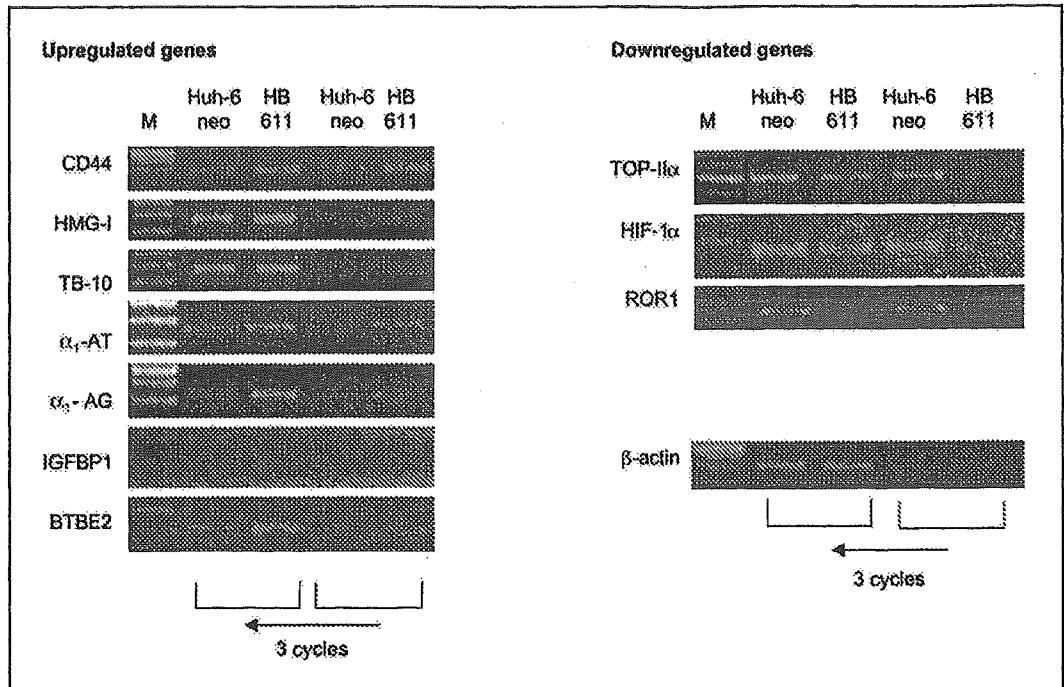 Upregulated genes
Huh-6 HB Huh-6 HB
M neo 611 neo 611
CD44
HMG-I
TB-10
α₁-AT
α₁- AG
IGFBP1
BTBE2
3 cycles
Downregulated genes
Huh-6 HB Huh-6 HB
M neo 611 neo 611
TOP-IIα
HIF-1α
ROR1
β-actin
3 cycles